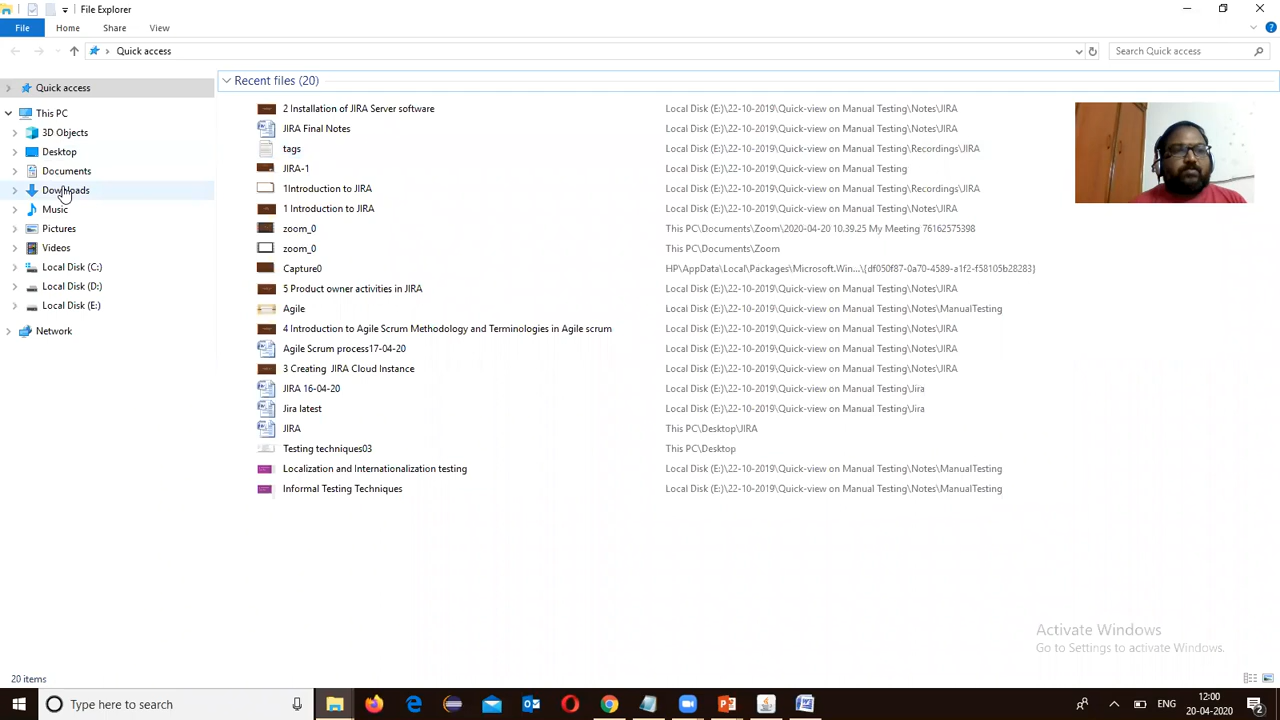 File Explorer
File Home Share View
Quick access
Search Quick access
Quick access
This PC
3D Objects
Desktop
Documents
Downloads
Music
Pictures
Videos
Local Disk (C:)
Local Disk (D:)
Local Disk (E:)
Network
Recent files (20)
2 Installation of JIRA Server software Local Disk (E:)\22-10-2019\Quick-view on Manual Testing\Notes\JIRA
JIRA Final Notes Local Disk (E:)\22-10-2019\Quick-view on Manual Testing\Notes\JIRA
tags Local Disk (E:)\22-10-2019\Quick-view on Manual Testing\Recordings\JIRA
JIRA-1 Local Disk (E:)\22-10-2019\Quick-view on Manual Testing
1Introduction to JIRA Local Disk (E:)\22-10-2019\Quick-view on Manual Testing\Recordings\JIRA
1 Introduction to JIRA Local Disk (E:)\22-10-2019\Quick-view on Manual Testing\Notes\JIRA
zoom_0 This PC\Documents\Zoom\2020-04-20 10.39.25 My Meeting 76162575398
zoom_0 This PC\Documents\Zoom
Capture0 HP\AppData\Local\Packages\Microsoft.Win...\{df050f87-0a70-4589-a1f2-f58105b28283}
5 Product owner activities in JIRA Local Disk (E:)\22-10-2019\Quick-view on Manual Testing\Notes\JIRA
Agile Local Disk (E:)\22-10-2019\Quick-view on Manual Testing\Notes\ManualTesting
4 Introduction to Agile Scrum Methodology and Terminologies in Agile scrum Local Disk (E:)\22-10-2019\Quick-view on Manual Testing\Notes\JIRA
Agile Scrum process17-04-20 Local Disk (E:)\22-10-2019\Quick-view on Manual Testing\Notes\JIRA
3 Creating JIRA Cloud Instance Local Disk (E:)\22-10-2019\Quick-view on Manual Testing\Notes\JIRA
JIRA 16-04-20 Local Disk (E:)\22-10-2019\Quick-view on Manual Testing\Jira
Jira latest Local Disk (E:)\22-10-2019\Quick-view on Manual Testing\Jira
JIRA This PC\Desktop\JIRA
Testing techniques03 This PC\Desktop
Localization and Internationalization testing Local Disk (E:)\22-10-2019\Quick-view on Manual Testing\Notes\ManualTesting
Informal Testing Techniques Local Disk (E:)\22-10-2019\Quick-view on Manual Testing\Notes\ManualTesting
Activate Windows
Go to Settings to activate Windows.
20 items
Type here to search
ENG
12:00
20-04-2020
2